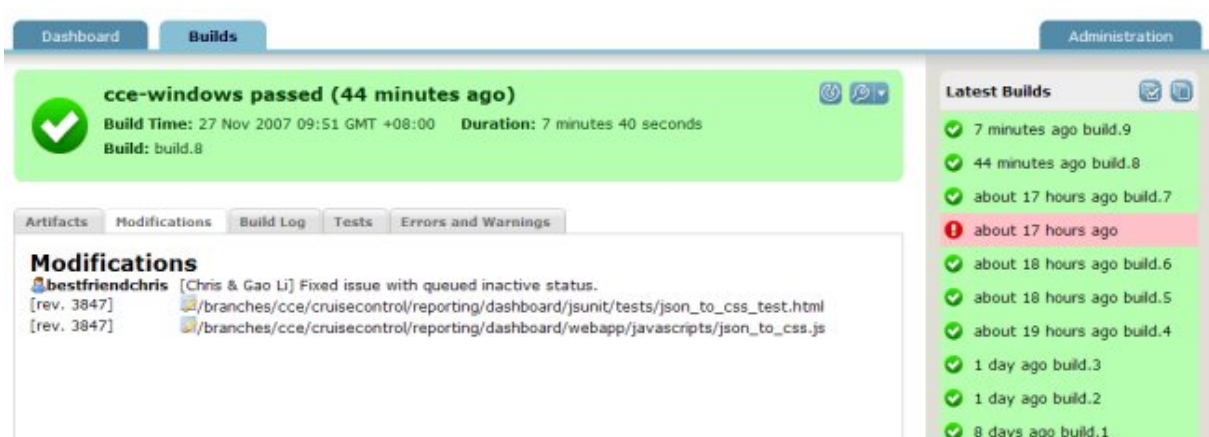 Dashboard Builds Administration
cce-windows passed (44 minutes ago)
Build Time: 27 Nov 2007 09:51 GMT +08:00 Duration: 7 minutes 40 seconds
Build: build.8
Artifacts Modifications Build Log Tests Errors and Warnings
Modifications
bestfriendchris [Chris & Gao Li] Fixed issue with queued inactive status.
[rev. 3847] /branches/cce/cruisecontrol/reporting/dashboard/jsunit/tests/json_to_css_test.html
[rev. 3847] /branches/cce/cruisecontrol/reporting/dashboard/webapp/javascripts/json_to_css.js
Latest Builds
7 minutes ago build.9
44 minutes ago build.8
about 17 hours ago build.7
about 17 hours ago
about 18 hours ago build.6
about 18 hours ago build.5
about 19 hours ago build.4
1 day ago build.3
1 day ago build.2
8 days ago build.1